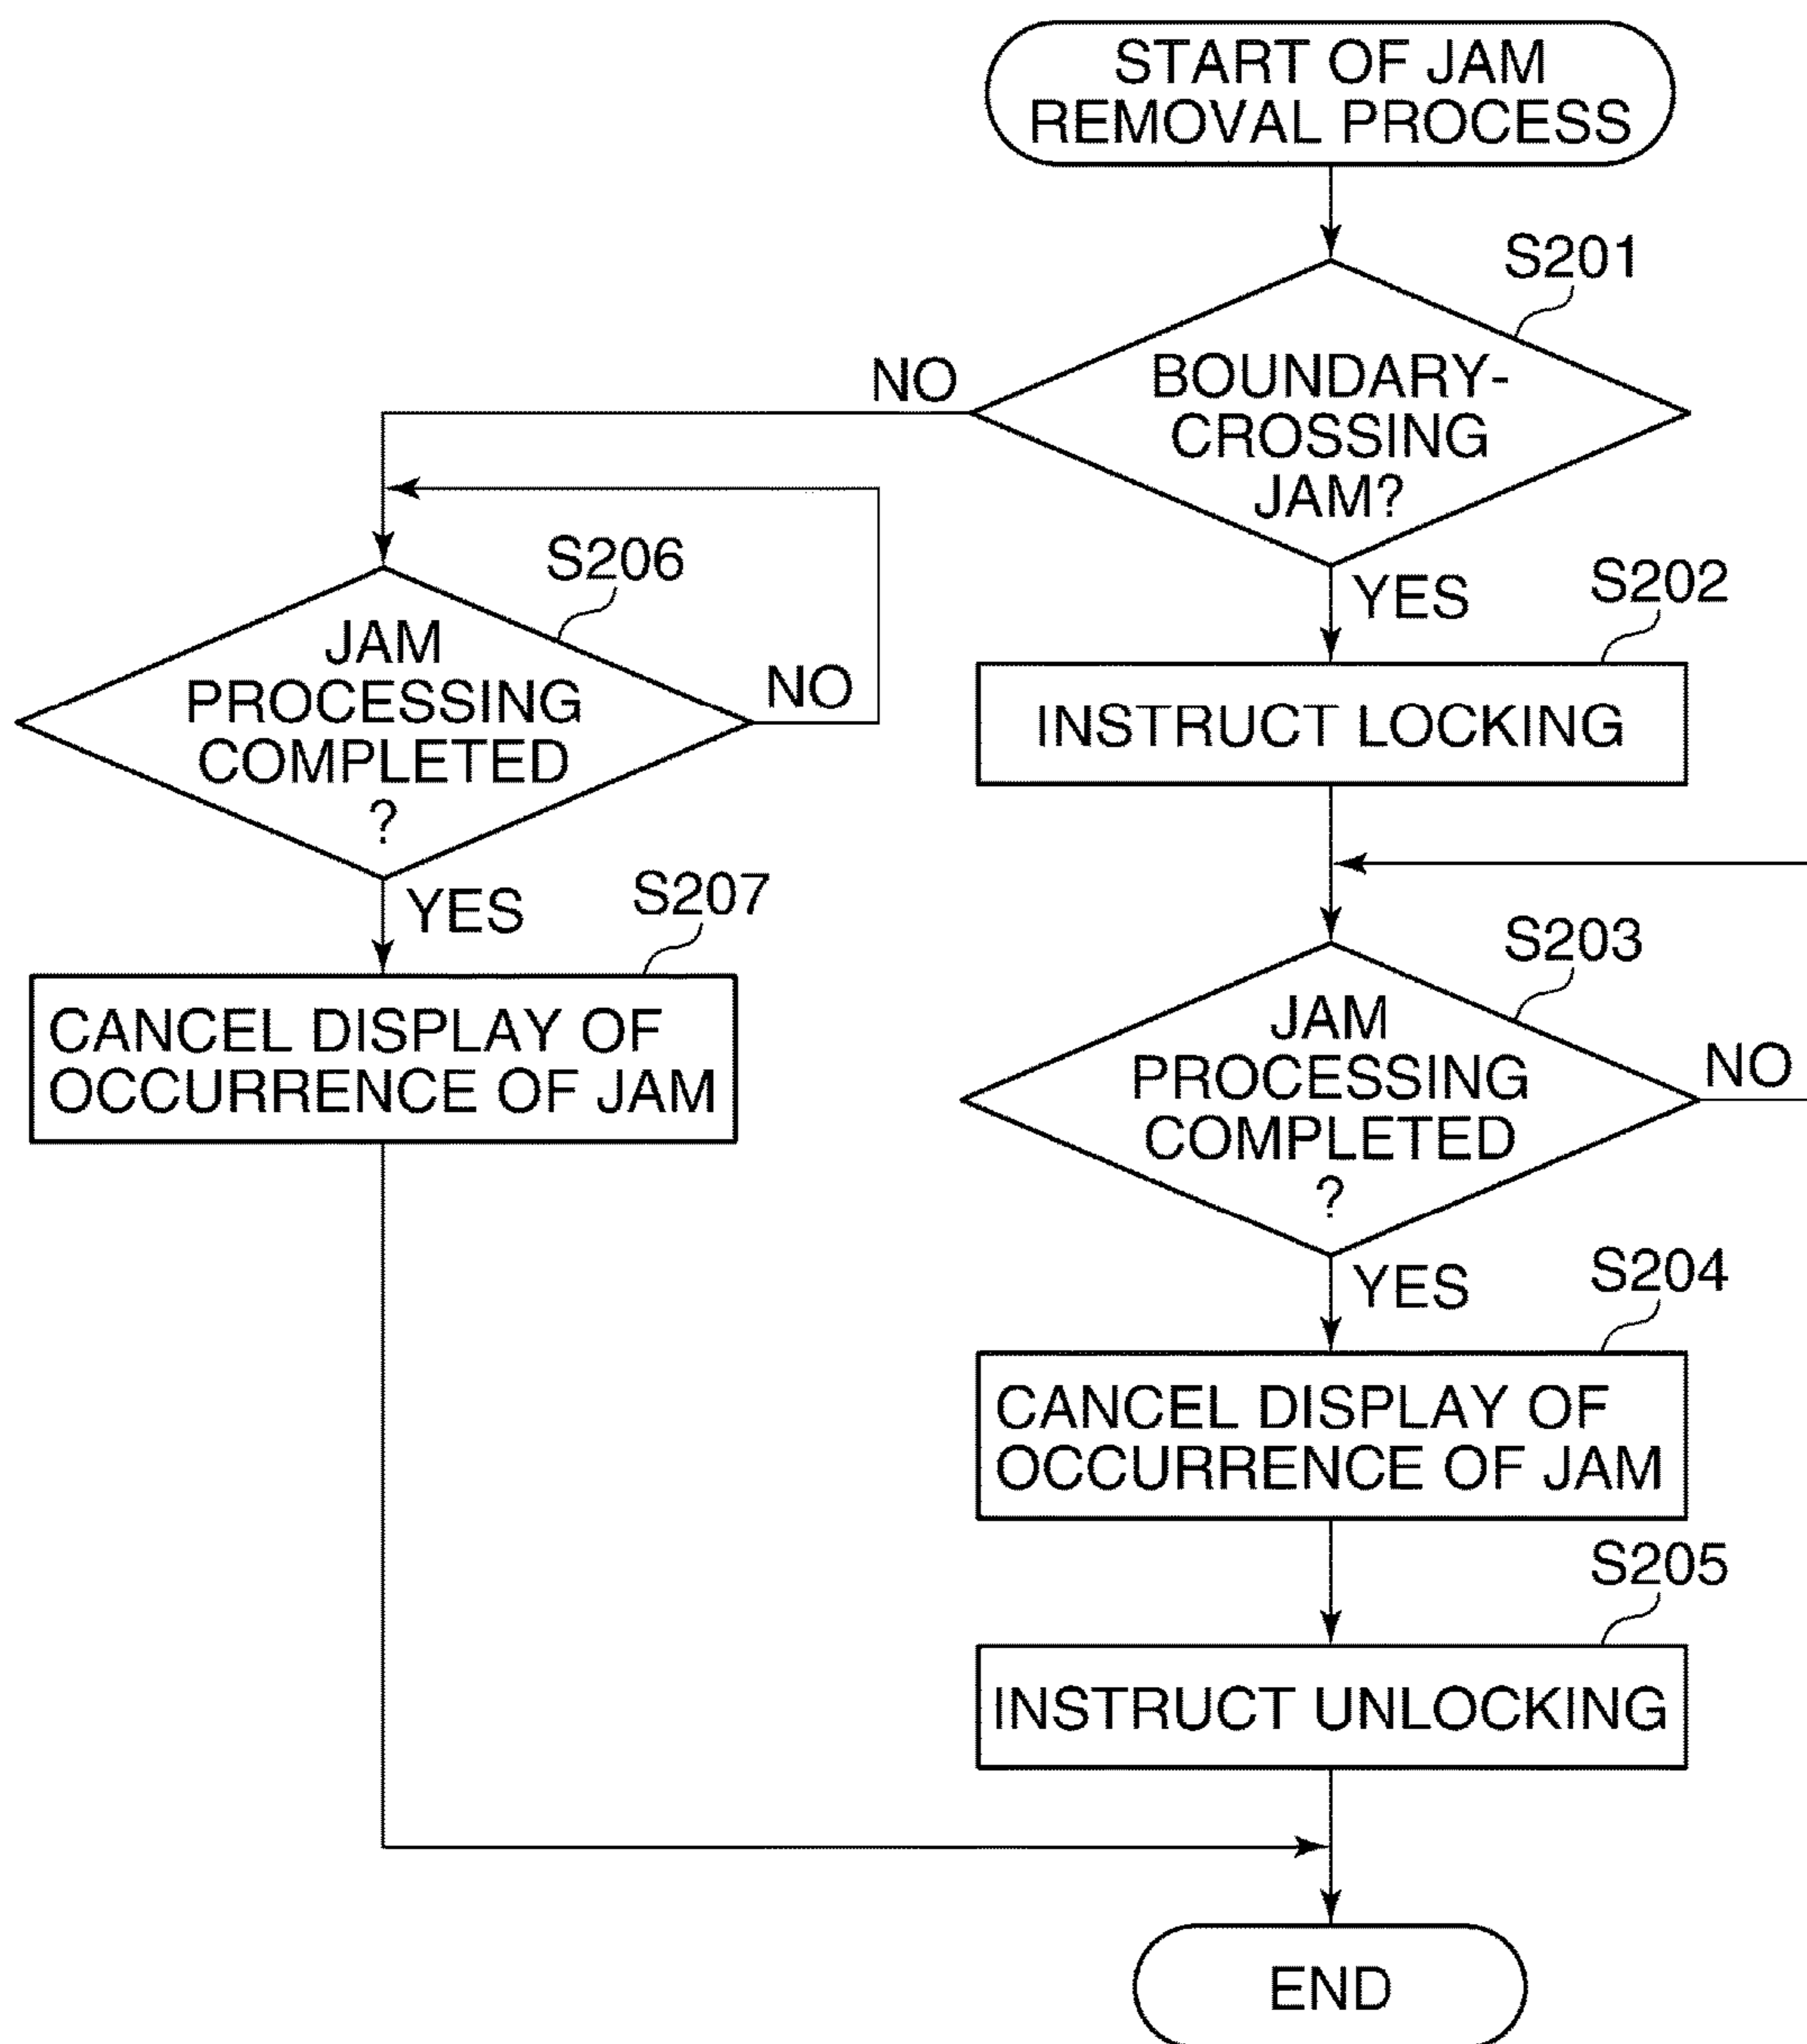 START OF JAM
REMOVAL PROCESS
S201
BOUNDARY-
CROSSING
JAM?
NO
YES
S202
INSTRUCT LOCKING
S203
JAM
PROCESSING
COMPLETED
?
NO
YES
S204
CANCEL DISPLAY OF
OCCURRENCE OF JAM
S205
INSTRUCT UNLOCKING
S206
JAM
PROCESSING
COMPLETED
?
NO
YES
S207
CANCEL DISPLAY OF
OCCURRENCE OF JAM
END